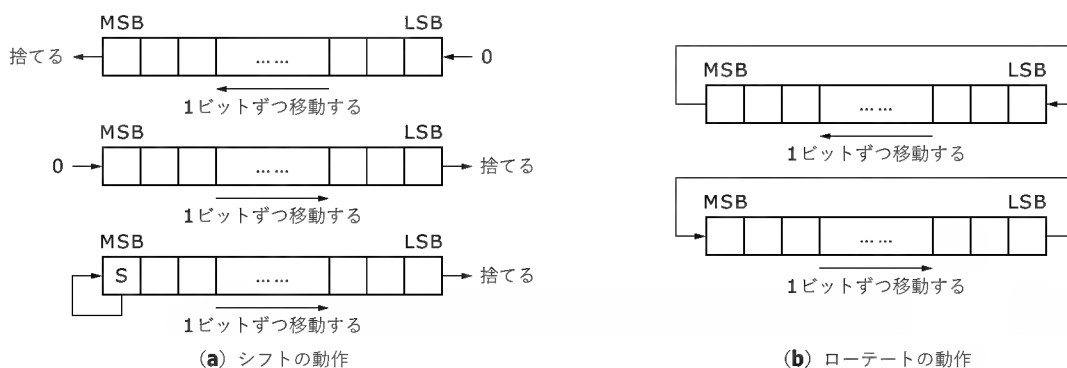 MSB LSB
捨てる …… 0
1ビットずつ移動する
MSB LSB
0 …… 捨てる
1ビットずつ移動する
MSB LSB
S …… 捨てる
1ビットずつ移動する
(a) シフトの動作
MSB LSB
……
1ビットずつ移動する
MSB LSB
……
1ビットずつ移動する
(b) ローテートの動作